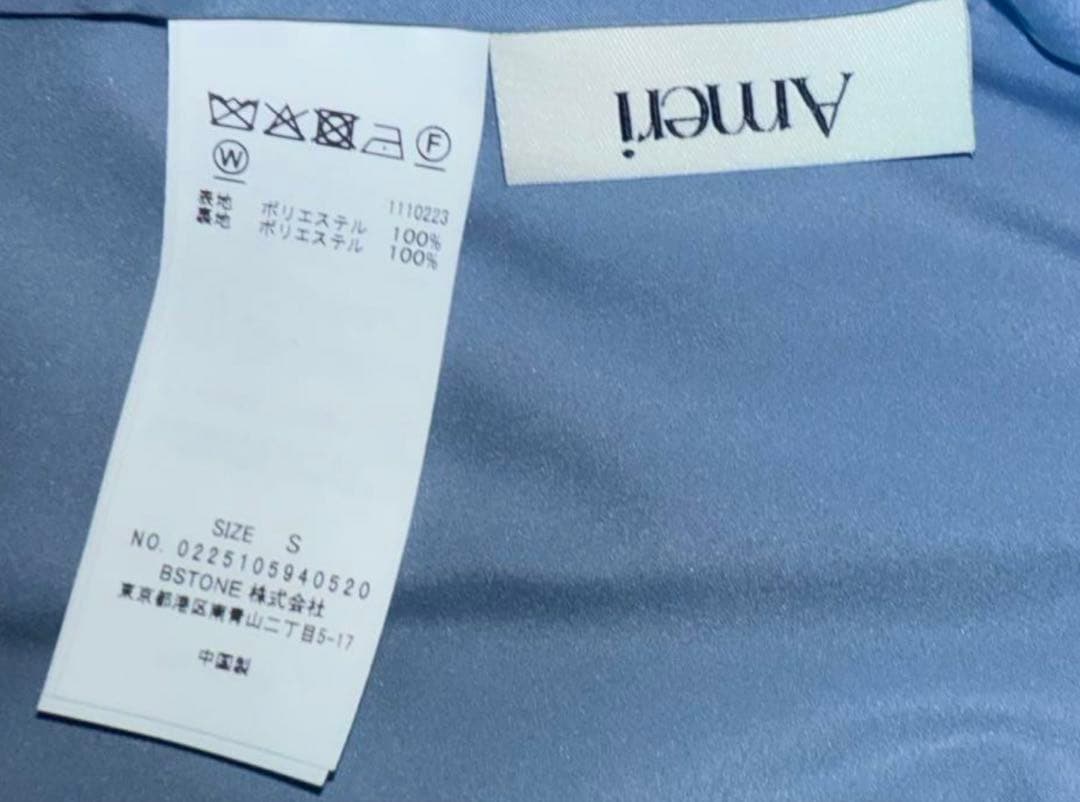 Ameri
F
W
1110223
表地 ポリエステル 100%
裏地 ポリエステル 100%
SIZE S
NO. 0225105940520
BSTONE 株式会社
東京都港区南青山二丁目5-17
中国製